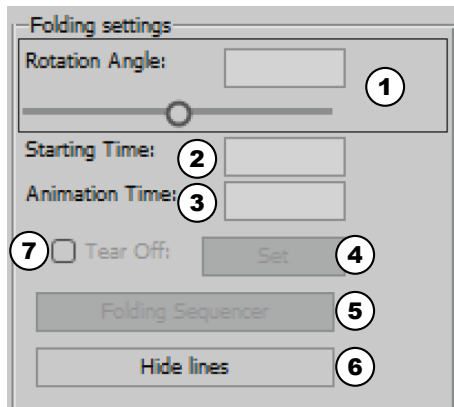 Folding settings
Rotation Angle:
1
Starting Time:
2
Animation Time:
3
7 Tear Off: Set 4
Folding Sequencer 5
Hide lines 6